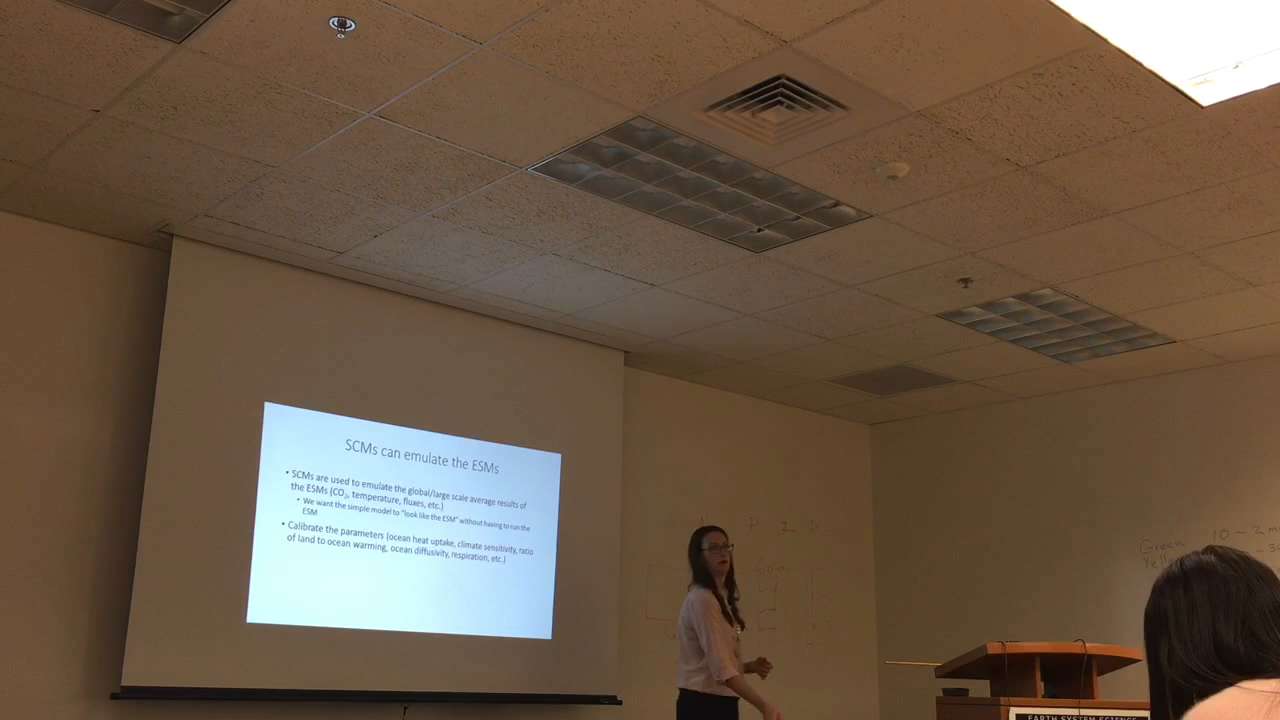 SCMs can emulate the ESMs
• SCMs are used to emulate the global/large scale average results of
the ESMs (CO₂, temperature, fluxes, etc.)
• We want the simple model to "look like the ESM" without having to run the
ESM
• Calibrate the parameters (ocean heat uptake, climate sensitivity, ratio
of land to ocean warming, ocean diffusivity, respiration, etc.)
Green 10 - 2 m
EARTH SYSTEM SCIENCE